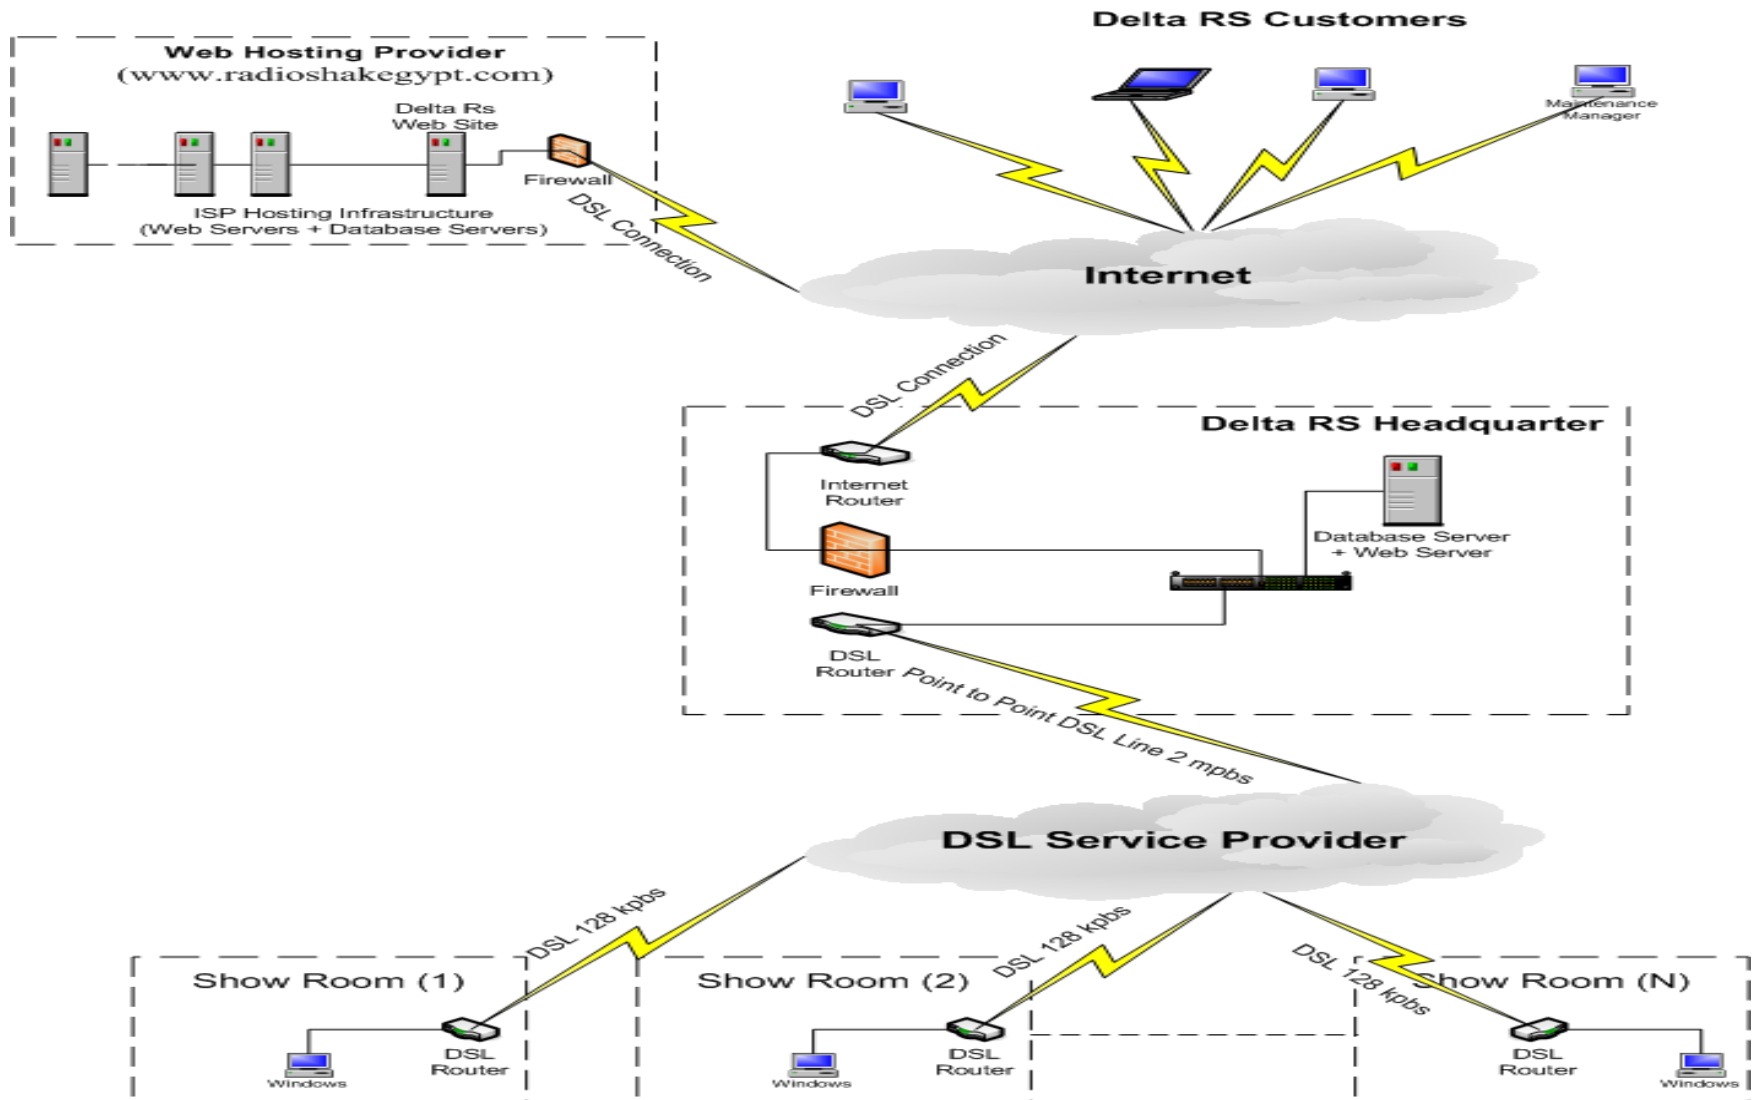 Delta RS Customers
Web Hosting Provider
(www.radioshakegypt.com)
Delta Rs
Web Site
Firewall
ISP Hosting Infrastructure
(Web Servers + Database Servers)
DSL Connection
Maintenance
Manager
Internet
DSL Connection
Delta RS Headquarter
Internet
Router
Database Server
+ Web Server
Firewall
DSL
Router
Point to Point DSL Line 2 mpbs
DSL Service Provider
DSL 128 kpbs
DSL 128 kpbs
DSL 128 kpbs
Show Room (1)
Show Room (2)
Show Room (N)
DSL
Router
Windows
DSL
Router
Windows
DSL
Router
Windows